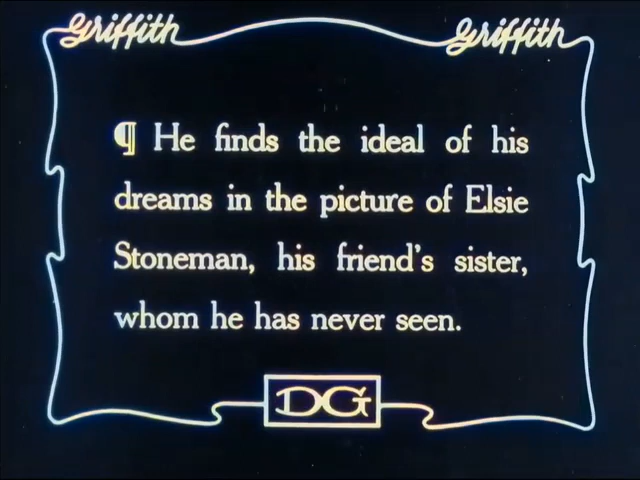 Griffith Griffith
¶ He finds the ideal of his
dreams in the picture of Elsie
Stoneman, his friend's sister,
whom he has never seen.
DG